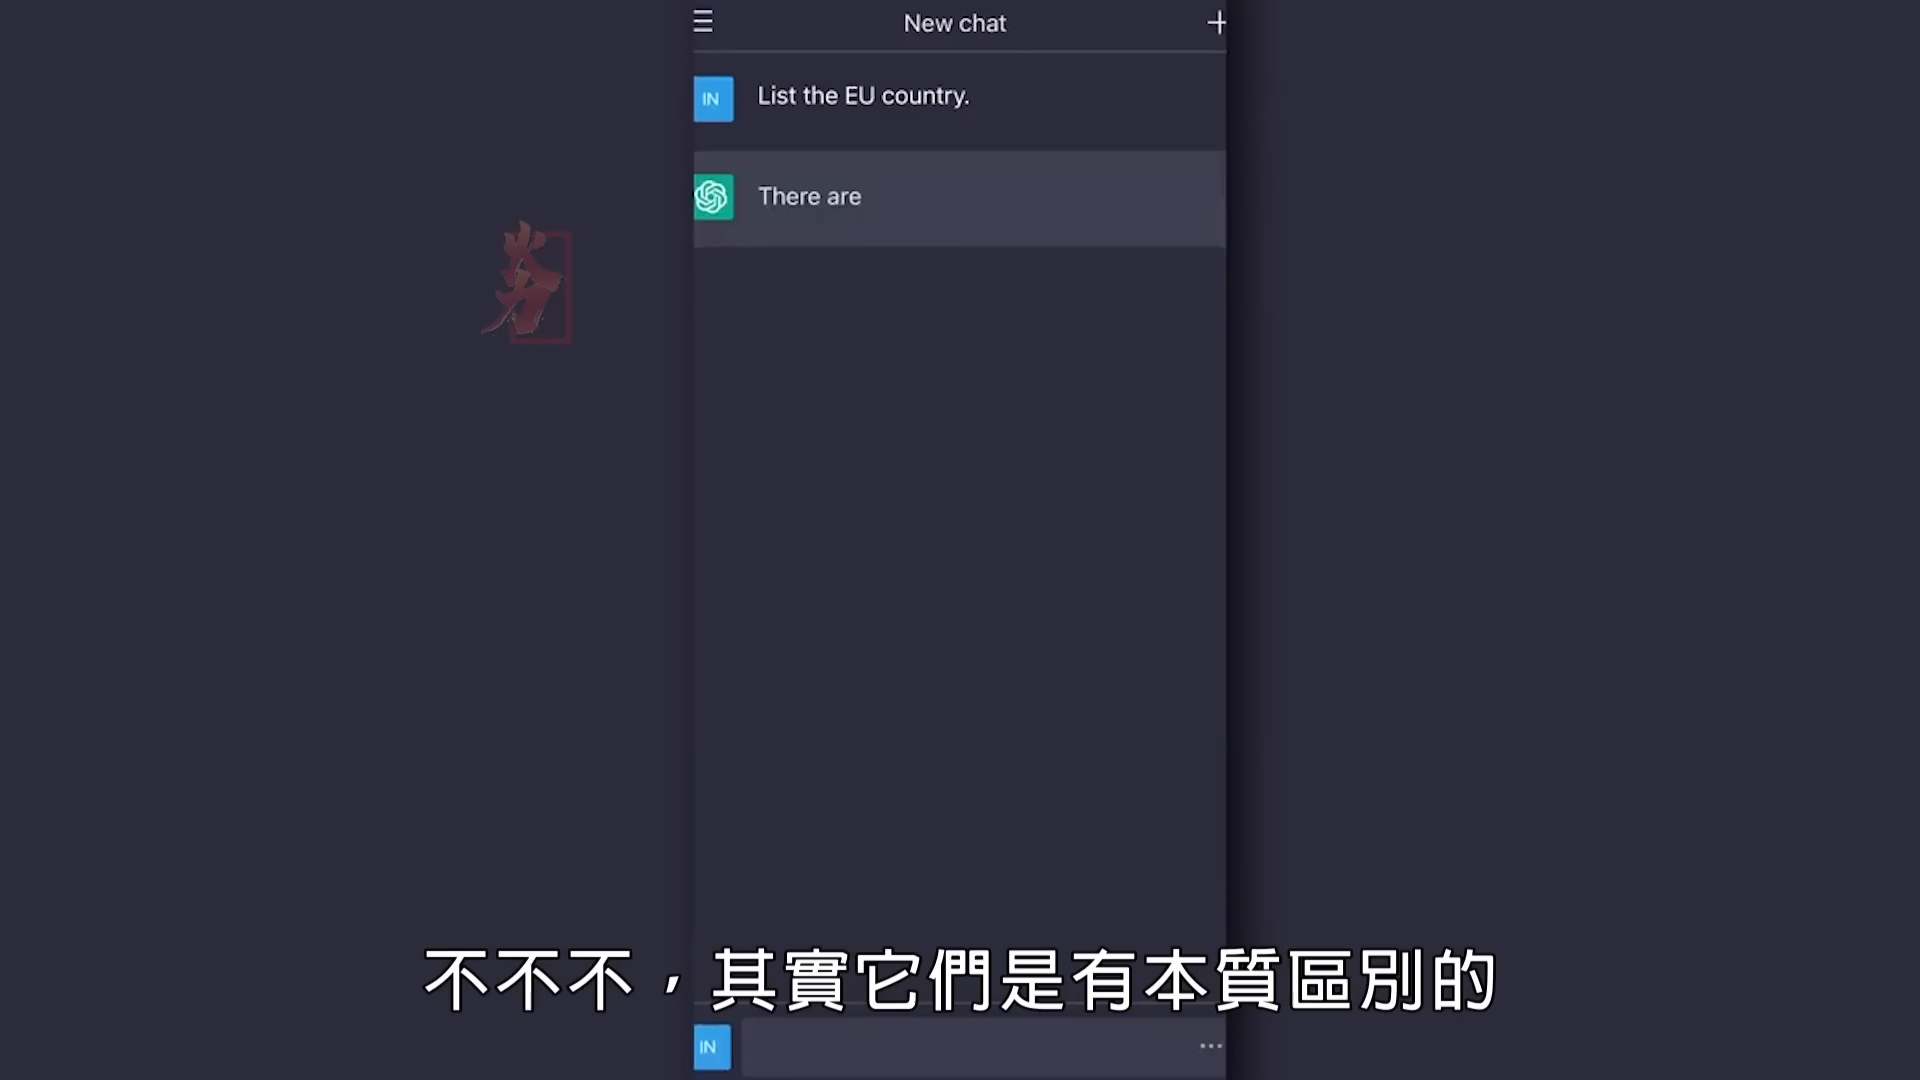 New chat
IN
List the EU country.
There are
不不不，其實它們是有本質區別的
IN